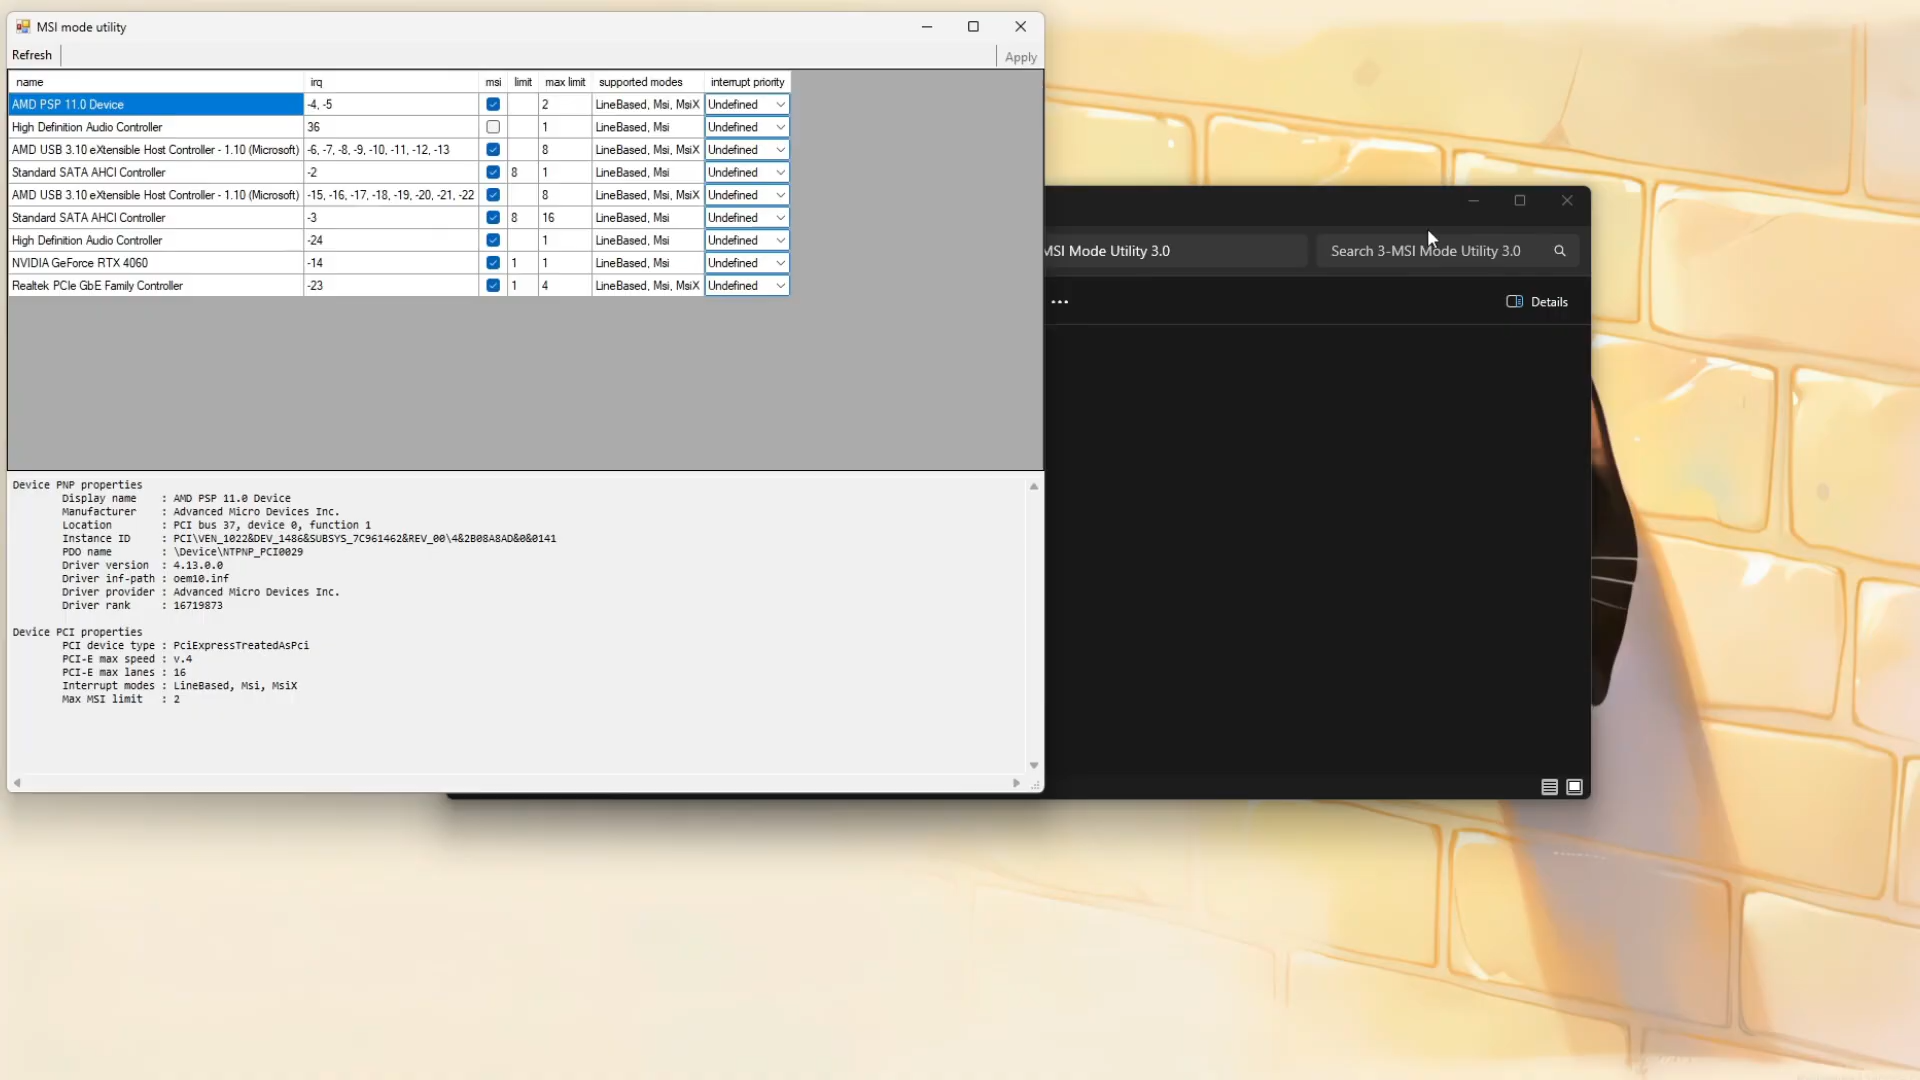 MSI mode utility
Refresh
Apply
name irq msi limit max limit supported modes interrupt priority
AMD PSP 11.0 Device -4, -5 2 LineBased, Msi, MsiX Undefined
High Definition Audio Controller 36 1 LineBased, Msi Undefined
AMD USB 3.10 eXtensible Host Controller - 1.10 (Microsoft) -6, -7, -8, -9, -10, -11, -12, -13 8 LineBased, Msi, MsiX Undefined
Standard SATA AHCI Controller -2 8 1 LineBased, Msi Undefined
AMD USB 3.10 eXtensible Host Controller - 1.10 (Microsoft) -15, -16, -17, -18, -19, -20, -21, -22 8 LineBased, Msi, MsiX Undefined
Standard SATA AHCI Controller -3 8 16 LineBased, Msi Undefined
High Definition Audio Controller -24 1 LineBased, Msi Undefined
NVIDIA GeForce RTX 4060 -14 1 1 LineBased, Msi Undefined
Realtek PCIe GbE Family Controller -23 1 4 LineBased, Msi, MsiX Undefined
Device PNP properties
Display name : AMD PSP 11.0 Device
Manufacturer : Advanced Micro Devices Inc.
Location : PCI bus 37, device 0, function 1
Instance ID : PCI\VEN_1022&DEV_1486&SUBSYS_7C961462&REV_00\4&2B08A8AD&0&0141
PDO name : \Device\NTPNP_PCI0029
Driver version : 4.13.0.0
Driver inf-path : oem10.inf
Driver provider : Advanced Micro Devices Inc.
Driver rank : 16719873
Device PCI properties
PCI device type : PciExpressTreatedAsPci
PCI-E max speed : v.4
PCI-E max lanes : 16
Interrupt modes : LineBased, Msi, MsiX
Max MSI limit : 2
MSI Mode Utility 3.0
Search 3-MSI Mode Utility 3.0
Details